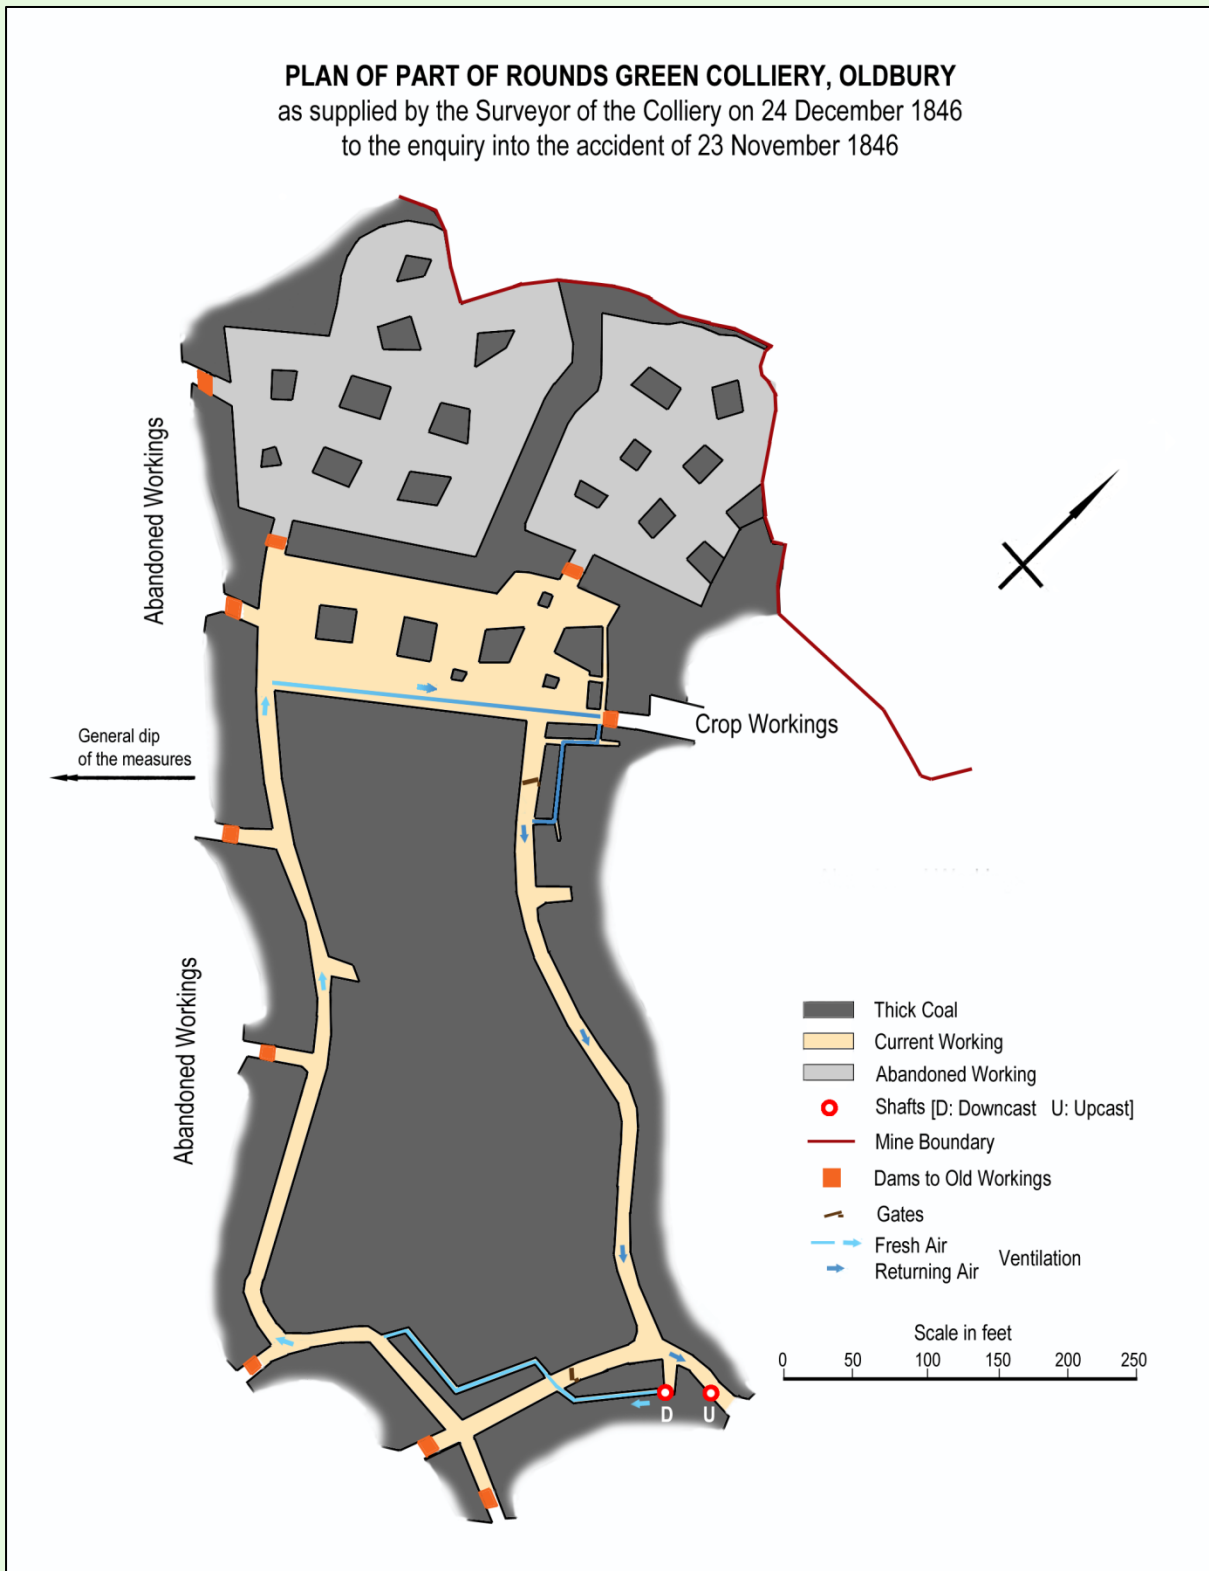 PLAN OF PART OF ROUNDS GREEN COLLIERY, OLDBURY
as supplied by the Surveyor of the Colliery on 24 December 1846
to the enquiry into the accident of 23 November 1846
Abandoned Workings
Crop Workings
General dip
of the measures
Abandoned Workings
Thick Coal
Current Working
Abandoned Working
Shafts [D: Downcast U: Upcast]
Mine Boundary
Dams to Old Workings
Gates
Fresh Air
Ventilation
Returning Air
Scale in feet
0 50 100 150 200 250
D U